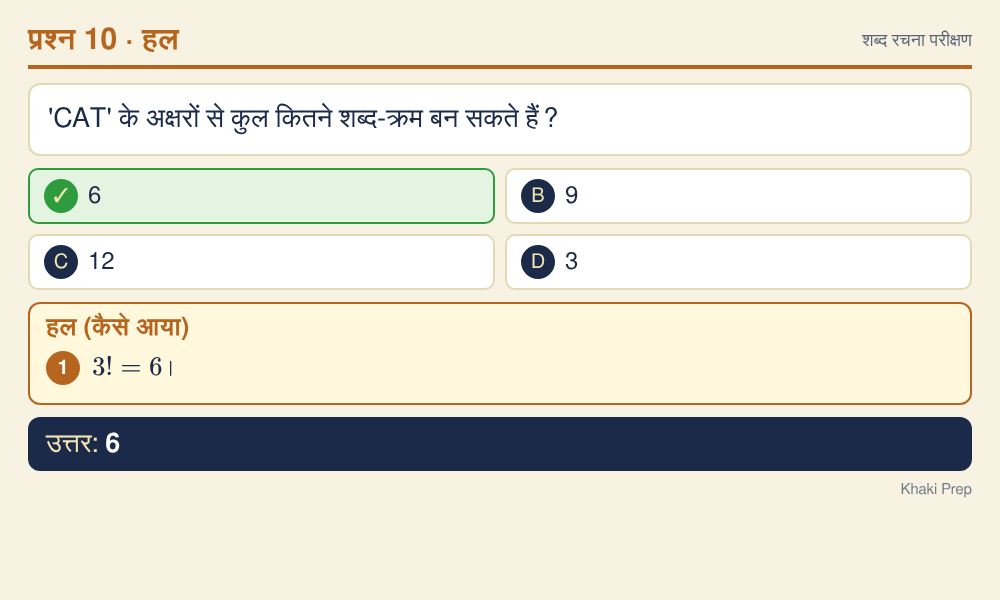 प्रश्न 10 · हल
शब्द रचना परीक्षण
'CAT' के अक्षरों से कुल कितने शब्द-क्रम बन सकते हैं ?
✓ 6
B 9
C 12
D 3
हल (कैसे आया)
1 3! = 6।
उत्तर: 6
Khaki Prep